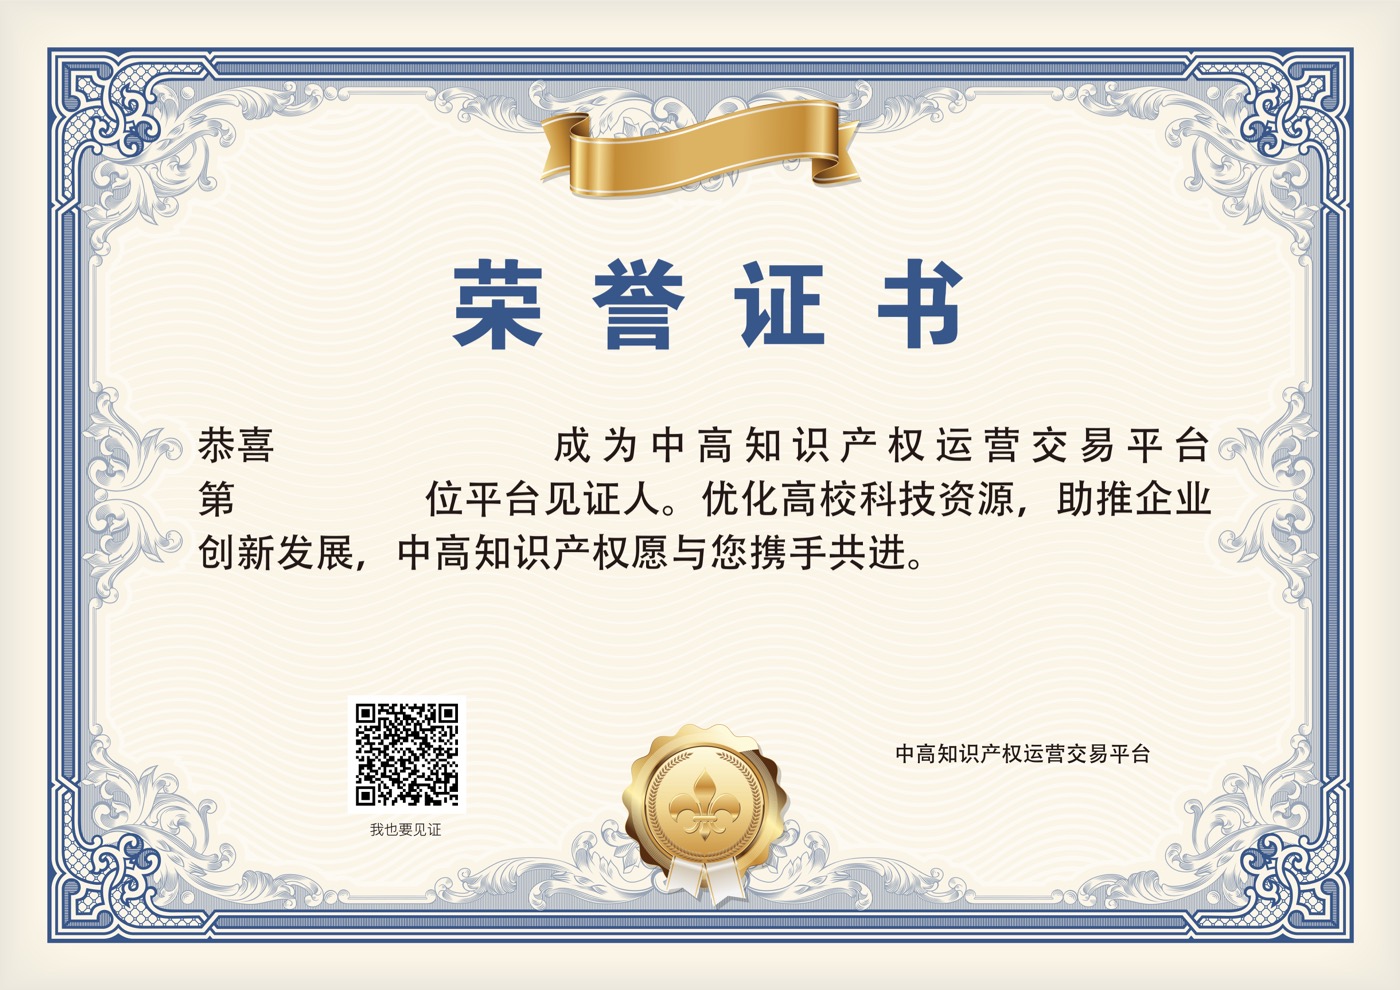 荣誉证书
恭喜 成为中高知识产权运营交易平台
第 位平台见证人。优化高校科技资源，助推企业
创新发展，中高知识产权愿与您携手共进。
中高知识产权运营交易平台
我也要见证